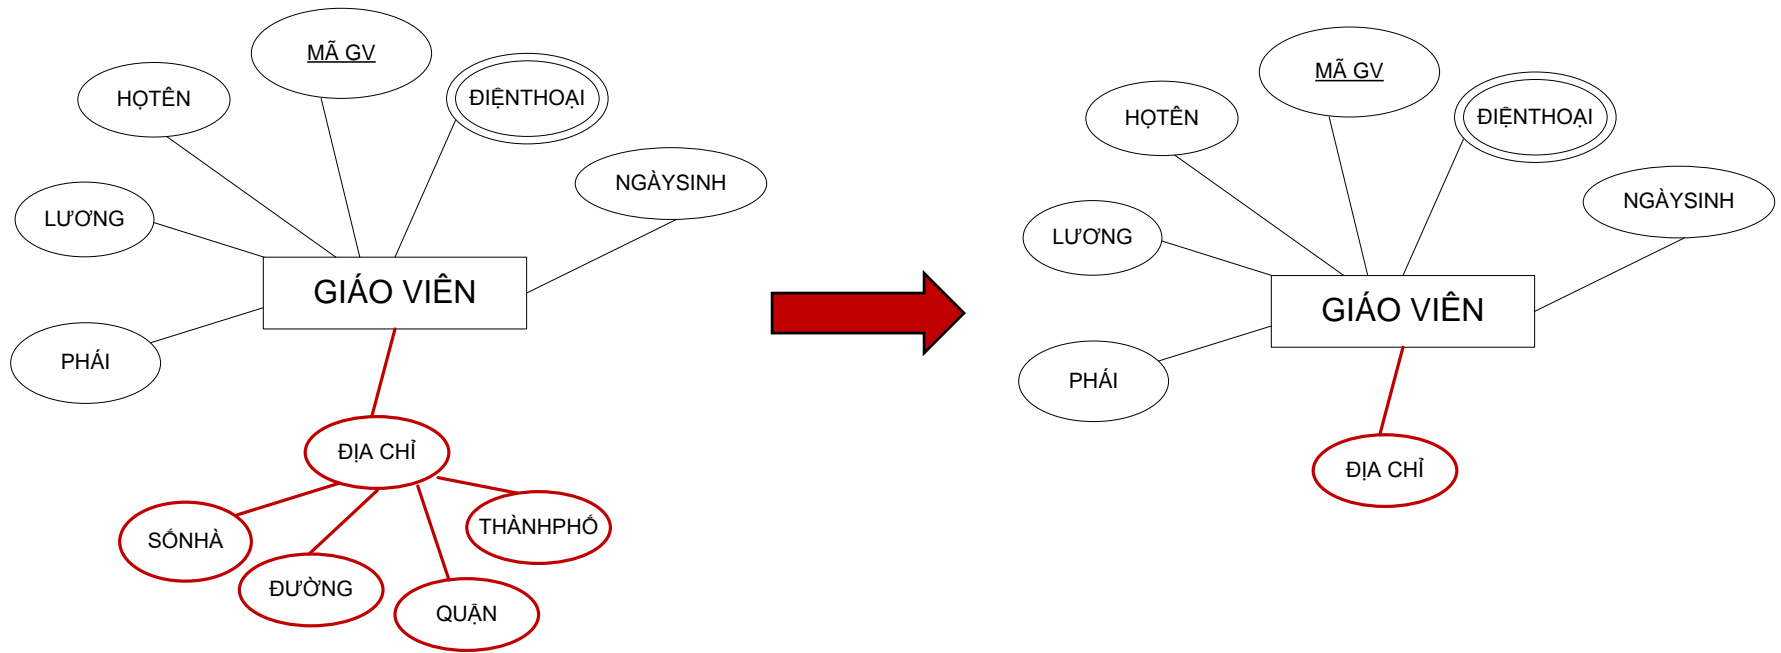 MÃ GV
ĐIỆNTHOẠI
HỌTÊN
NGÀYSINH
LƯƠNG
GIÁO VIÊN
PHÁI
ĐỊA CHỈ
SỐNHÀ
THÀNHPHỐ
ĐƯỜNG
QUẬN
MÃ GV
ĐIỆNTHOẠI
HỌTÊN
NGÀYSINH
LƯƠNG
GIÁO VIÊN
PHÁI
ĐỊA CHỈ